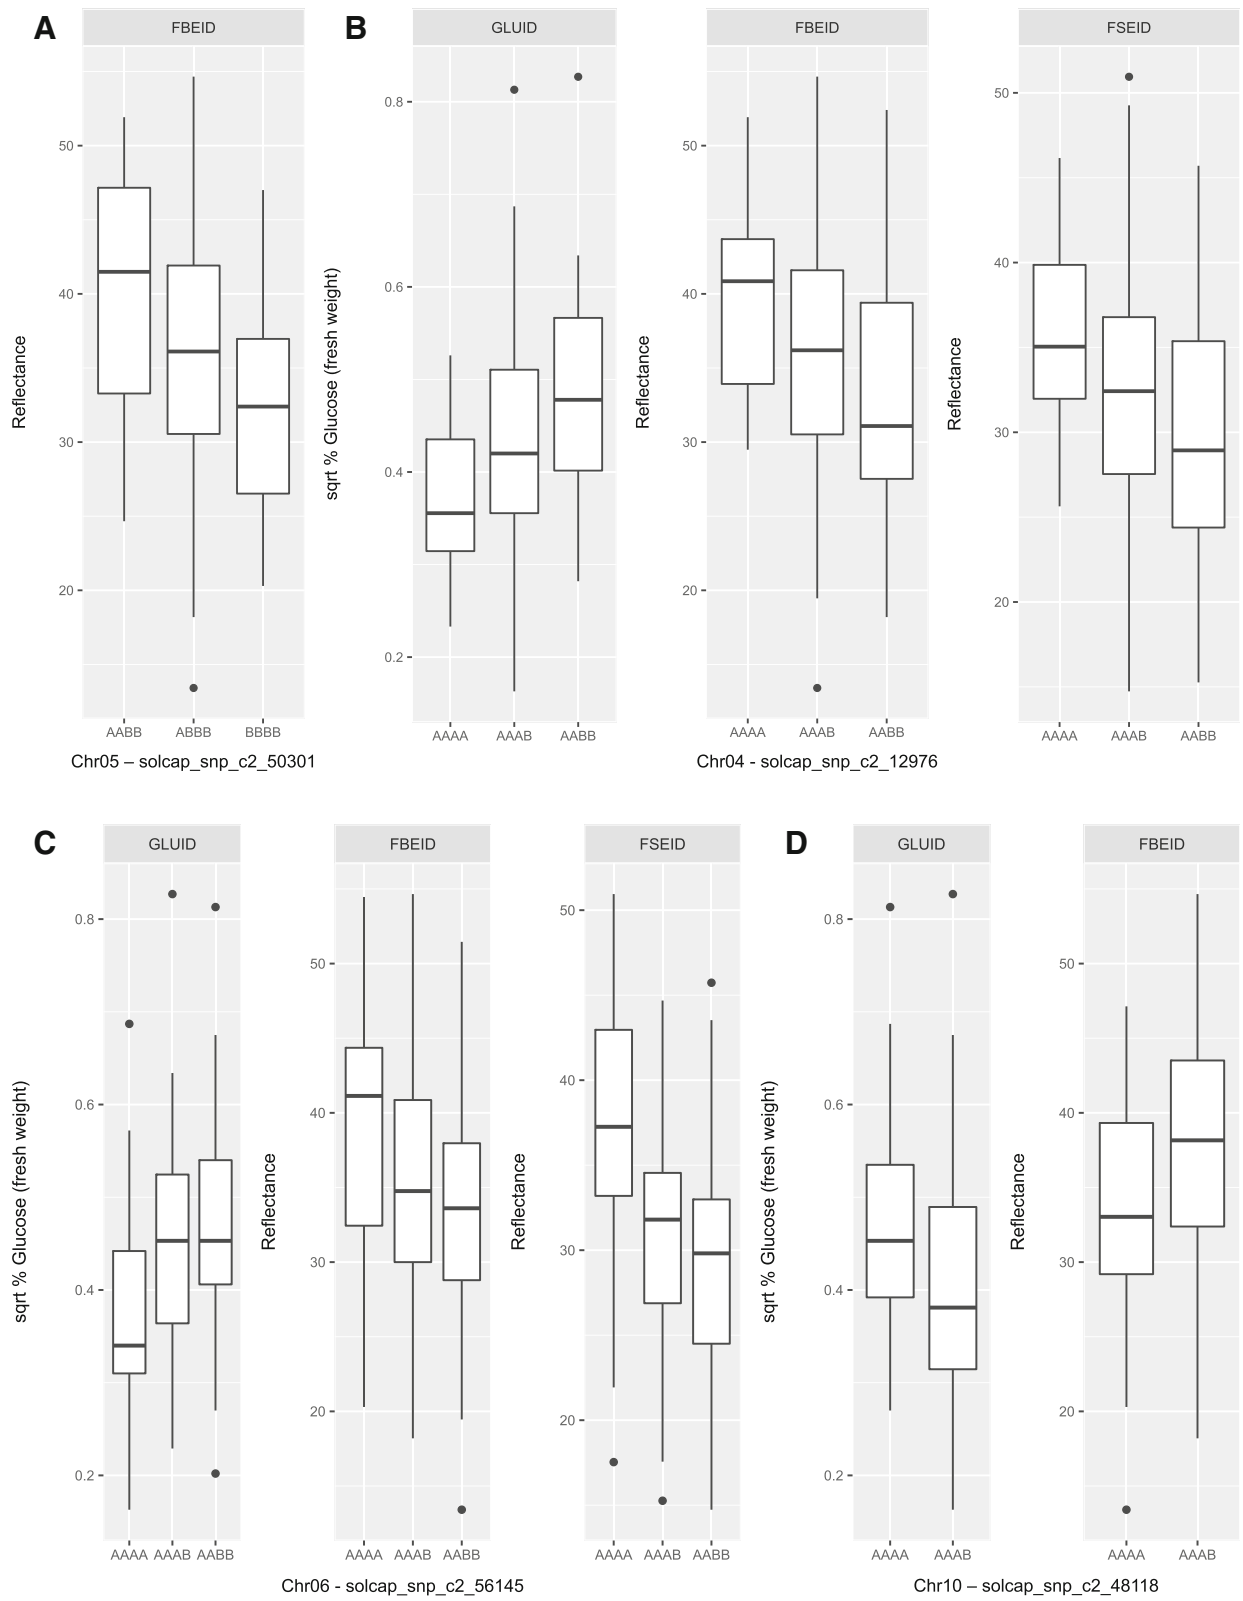 A
FBEID
Reflectance
50
40
30
20
AABB ABBB BBBB
Chr05 – solcap_snp_c2_50301
B
GLUID
sqrt % Glucose (fresh weight)
0.8
0.6
0.4
0.2
AAAA AAAB AABB
FBEID
Reflectance
50
40
30
20
AAAA AAAB AABB
FSEID
Reflectance
50
40
30
20
AAAA AAAB AABB
Chr04 - solcap_snp_c2_12976
C
GLUID
sqrt % Glucose (fresh weight)
0.8
0.6
0.4
0.2
AAAA AAAB AABB
FBEID
Reflectance
50
40
30
20
AAAA AAAB AABB
FSEID
Reflectance
50
40
30
20
AAAA AAAB AABB
Chr06 - solcap_snp_c2_56145
D
GLUID
sqrt % Glucose (fresh weight)
0.8
0.6
0.4
0.2
AAAA AAAB
FBEID
Reflectance
50
40
30
20
AAAA AAAB
Chr10 – solcap_snp_c2_48118